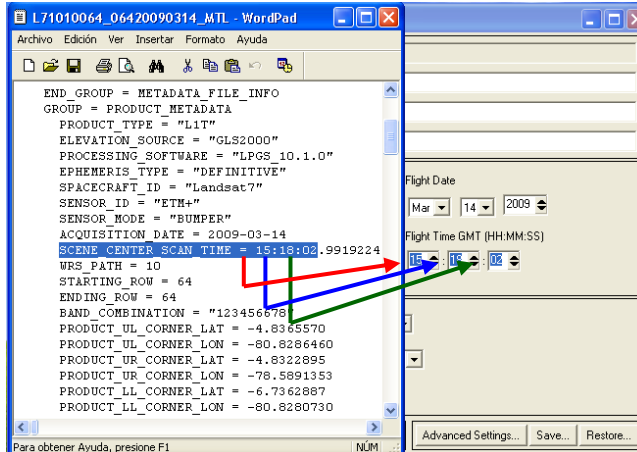 L71010064_06420090314_MTL - WordPad
Archivo Edición Ver Insertar Formato Ayuda
END_GROUP = METADATA_FILE_INFO
GROUP = PRODUCT_METADATA
PRODUCT_TYPE = "L1T"
ELEVATION_SOURCE = "GLS2000"
PROCESSING_SOFTWARE = "LPGS_10.1.0"
EPHEMERIS_TYPE = "DEFINITIVE"
SPACECRAFT_ID = "Landsat7"
SENSOR_ID = "ETM+"
SENSOR_MODE = "BUMPER"
ACQUISITION_DATE = 2009-03-14
SCENE_CENTER_SCAN_TIME = 15:18:02.9919224
WRS_PATH = 10
STARTING_ROW = 64
ENDING_ROW = 64
BAND_COMBINATION = "123456678"
PRODUCT_UL_CORNER_LAT = -4.8365570
PRODUCT_UL_CORNER_LON = -80.8286460
PRODUCT_UR_CORNER_LAT = -4.8322895
PRODUCT_UR_CORNER_LON = -78.5891353
PRODUCT_LL_CORNER_LAT = -6.7362887
PRODUCT_LL_CORNER_LON = -80.8280730
Para obtener Ayuda, presione F1 NÚM
Flight Date
Mar 14 2009
Flight Time GMT (HH:MM:SS)
15 : 18 : 02
Advanced Settings... Save... Restore...